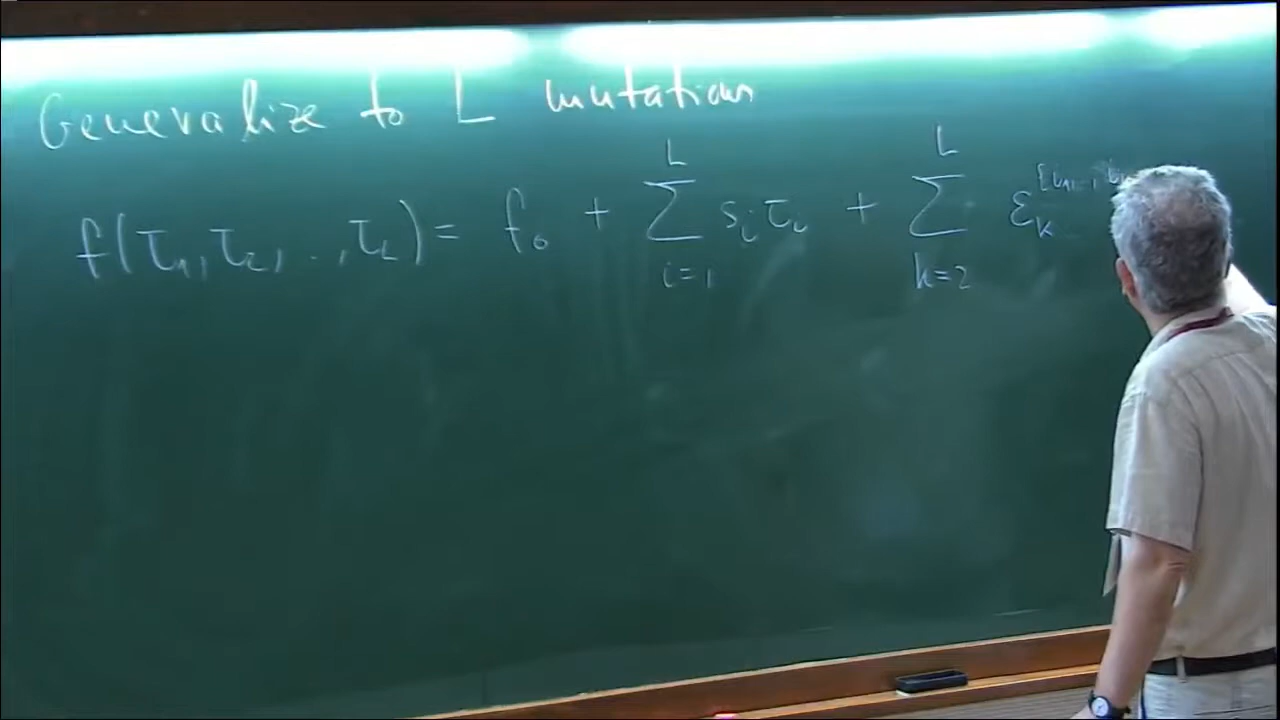 Generalize to L mutations
f(τ₁, τ₂, .., τ_L) = f₀ + ∑_{i=1}^{L} s_i τ_i + ∑_{k=2}^{L} ε_k